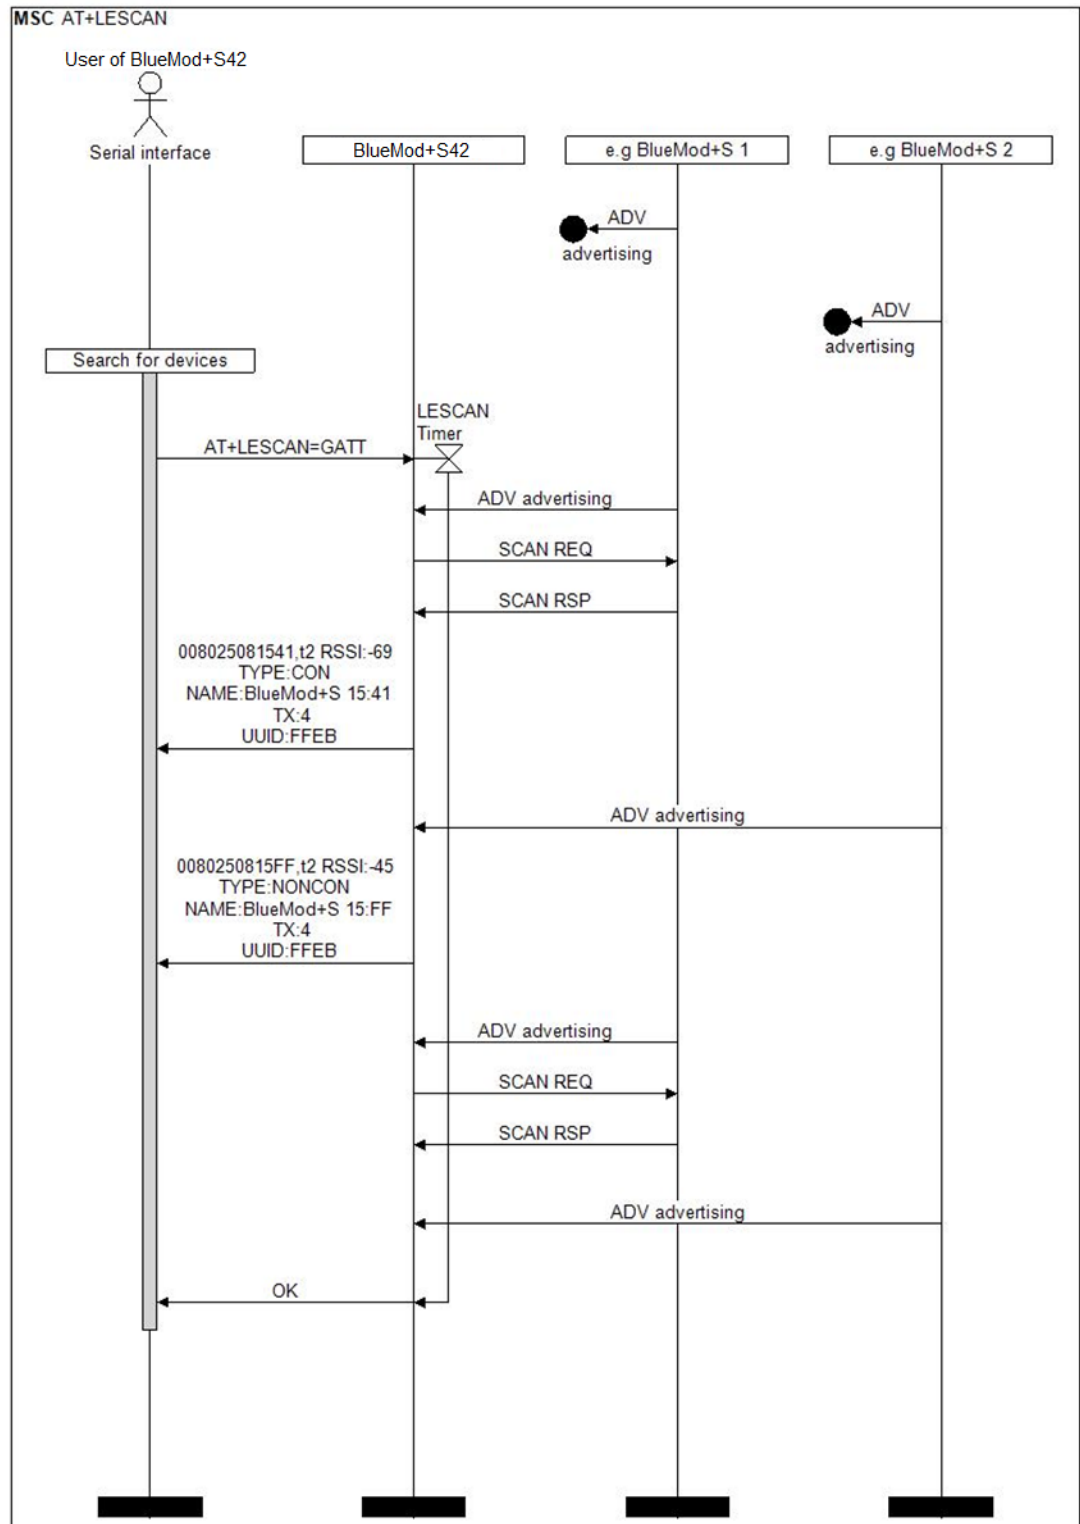 MSC AT+LESCAN
User of BlueMod+S42
Serial interface
BlueMod+S42
e.g BlueMod+S 1
e.g BlueMod+S 2
ADV
advertising
ADV
advertising
Search for devices
LESCAN
Timer
AT+LESCAN=GATT
ADV advertising
SCAN REQ
SCAN RSP
008025081541,t2 RSSI:-69
TYPE:CON
NAME:BlueMod+S 15:41
TX:4
UUID:FFEB
ADV advertising
0080250815FF,t2 RSSI:-45
TYPE:NONCON
NAME:BlueMod+S 15:FF
TX:4
UUID:FFEB
ADV advertising
SCAN REQ
SCAN RSP
ADV advertising
OK